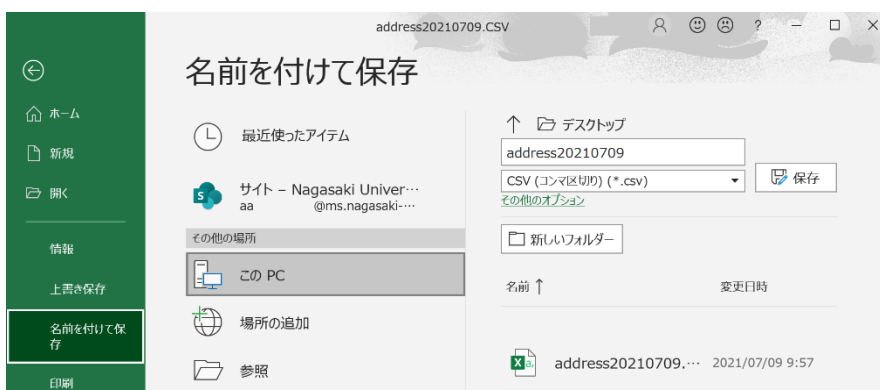 address20210709.CSV
?
名前を付けて保存
ホーム
新規
開く
情報
上書き保存
名前を付けて保
存
印刷
最近使ったアイテム
サイト – Nagasaki Univer…
aa @ms.nagasaki-…
その他の場所
この PC
場所の追加
参照
デスクトップ
address20210709
CSV (コンマ区切り) (*.csv)
保存
その他のオプション
新しいフォルダー
名前 ↑ 変更日時
address20210709.… 2021/07/09 9:57